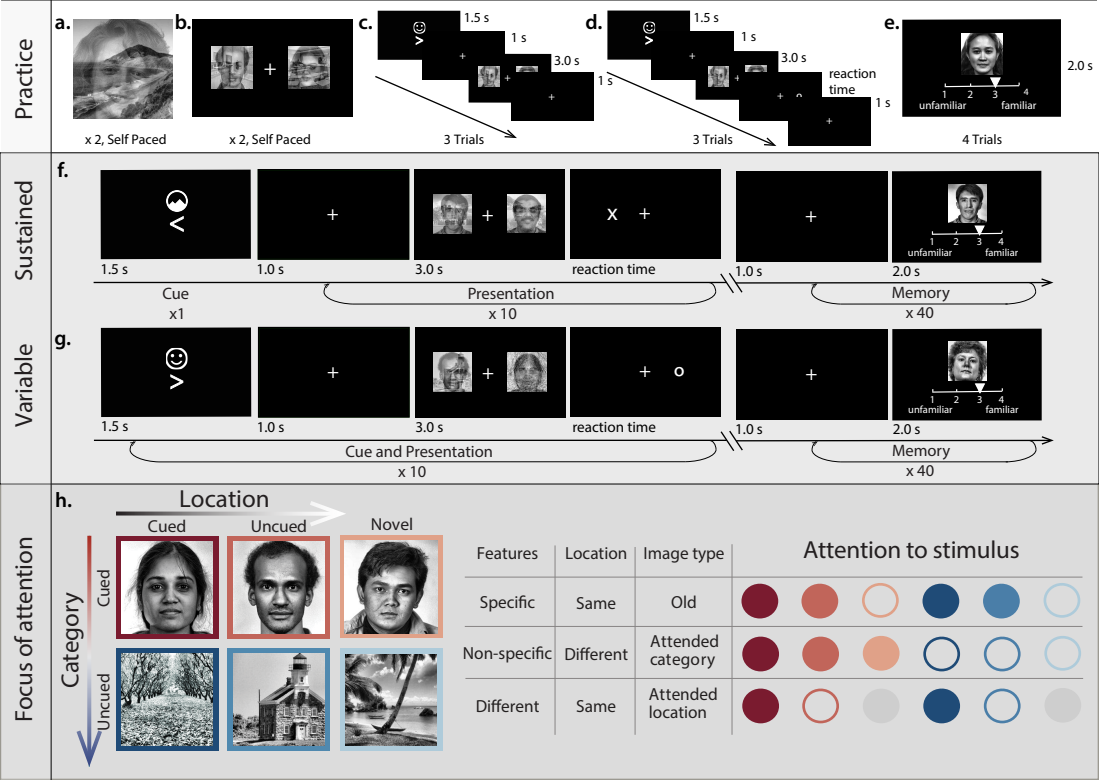 Practice
a.
x 2, Self Paced
b.
+
x 2, Self Paced
c.
>
1.5 s
+
1 s
+
3.0 s
+
1 s
3 Trials
d.
>
1.5 s
+
1 s
+
3.0 s
+ o
reaction
time
+
1 s
3 Trials
e.
1 2 3 4
unfamiliar familiar
2.0 s
4 Trials
Sustained
f.
<
+
+
x +
+
1 2 3 4
unfamiliar familiar
1.5 s
1.0 s
3.0 s
reaction time
1.0 s
2.0 s
Cue
x1
Presentation
x 10
Memory
x 40
Variable
g.
>
+
+
+ o
+
1 2 3 4
unfamiliar familiar
1.5 s
1.0 s
3.0 s
reaction time
1.0 s
2.0 s
Cue and Presentation
x 10
Memory
x 40
Focus of attention
h.
Location
Cued Uncued Novel
Category
Cued
Uncued
Features Location Image type Attention to stimulus
Specific Same Old
Non-specific Different Attended
category
Different Same Attended
location